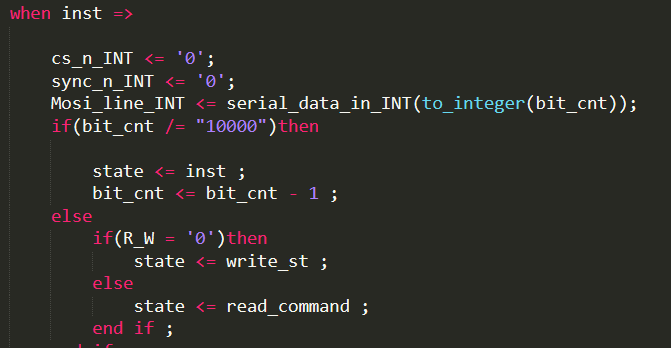 when inst =>
cs_n_INT <= '0';
sync_n_INT <= '0';
Mosi_line_INT <= serial_data_in_INT(to_integer(bit_cnt));
if(bit_cnt /= "10000")then
state <= inst ;
bit_cnt <= bit_cnt - 1 ;
else
if(R_W = '0')then
state <= write_st ;
else
state <= read_command ;
end if ;